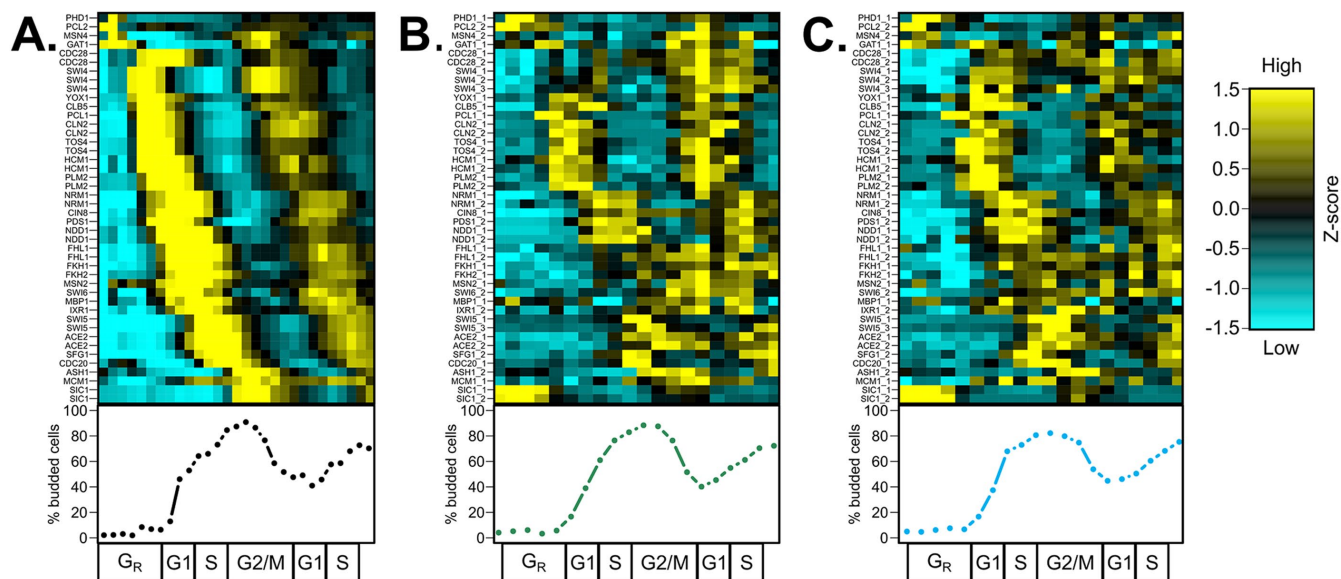 A.
PHD1
PCL2
MSN4
GAT1
CDC28
CDC28
SWI4
SWI4
SWI4
YOX1
CLB5
PCL1
CLN2
CLN2
TOS4
TOS4
HCM1
HCM1
PLM2
PLM2
NRM1
NRM1
CIN8
PDS1
NDD1
NDD1
FHL1
FHL1
FKH1
FKH2
MSN2
SWI6
MBP1
IXR1
SWI5
SWI5
ACE2
ACE2
SFG1
CDC20
ASH1
MCM1
SIC1
SIC1
% budded cells
100
80
60
40
20
0
GR
G1
S
G2/M
G1
S
B.
PHD1_1
PCL2_2
MSN4_2
GAT1_1
CDC28_1
CDC28_2
SWI4_1
SWI4_2
SWI4_3
YOX1_1
CLB5_1
PCL1_1
CLN2_1
CLN2_2
TOS4_1
TOS4_2
HCM1_1
HCM1_2
PLM2_1
PLM2_2
NRM1_1
NRM1_2
CIN8_1
PDS1_2
NDD1_1
NDD1_2
FHL1_1
FHL1_2
FKH1_1
FKH2_1
MSN2_1
SWI6_2
MBP1_1
IXR1_2
SWI5_1
SWI5_3
ACE2_1
ACE2_2
SFG1_2
CDC20_1
ASH1_2
MCM1_1
SIC1_1
SIC1_2
% budded cells
100
80
60
40
20
0
GR
G1
S
G2/M
G1
S
C.
PHD1_1
PCL2_2
MSN4_2
GAT1_1
CDC28_1
CDC28_2
SWI4_1
SWI4_2
SWI4_3
YOX1_1
CLB5_1
PCL1_1
CLN2_1
CLN2_2
TOS4_1
TOS4_2
HCM1_1
HCM1_2
PLM2_1
PLM2_2
NRM1_1
NRM1_2
CIN8_1
PDS1_2
NDD1_1
NDD1_2
FHL1_1
FHL1_2
FKH1_1
FKH2_1
MSN2_1
SWI6_2
MBP1_1
IXR1_2
SWI5_1
SWI5_3
ACE2_1
ACE2_2
SFG1_2
CDC20_1
ASH1_2
MCM1_1
SIC1_1
SIC1_2
% budded cells
100
80
60
40
20
0
GR
G1
S
G2/M
G1
S
High
1.5
1.0
0.5
0.0
-0.5
-1.0
-1.5
Low
Z-score